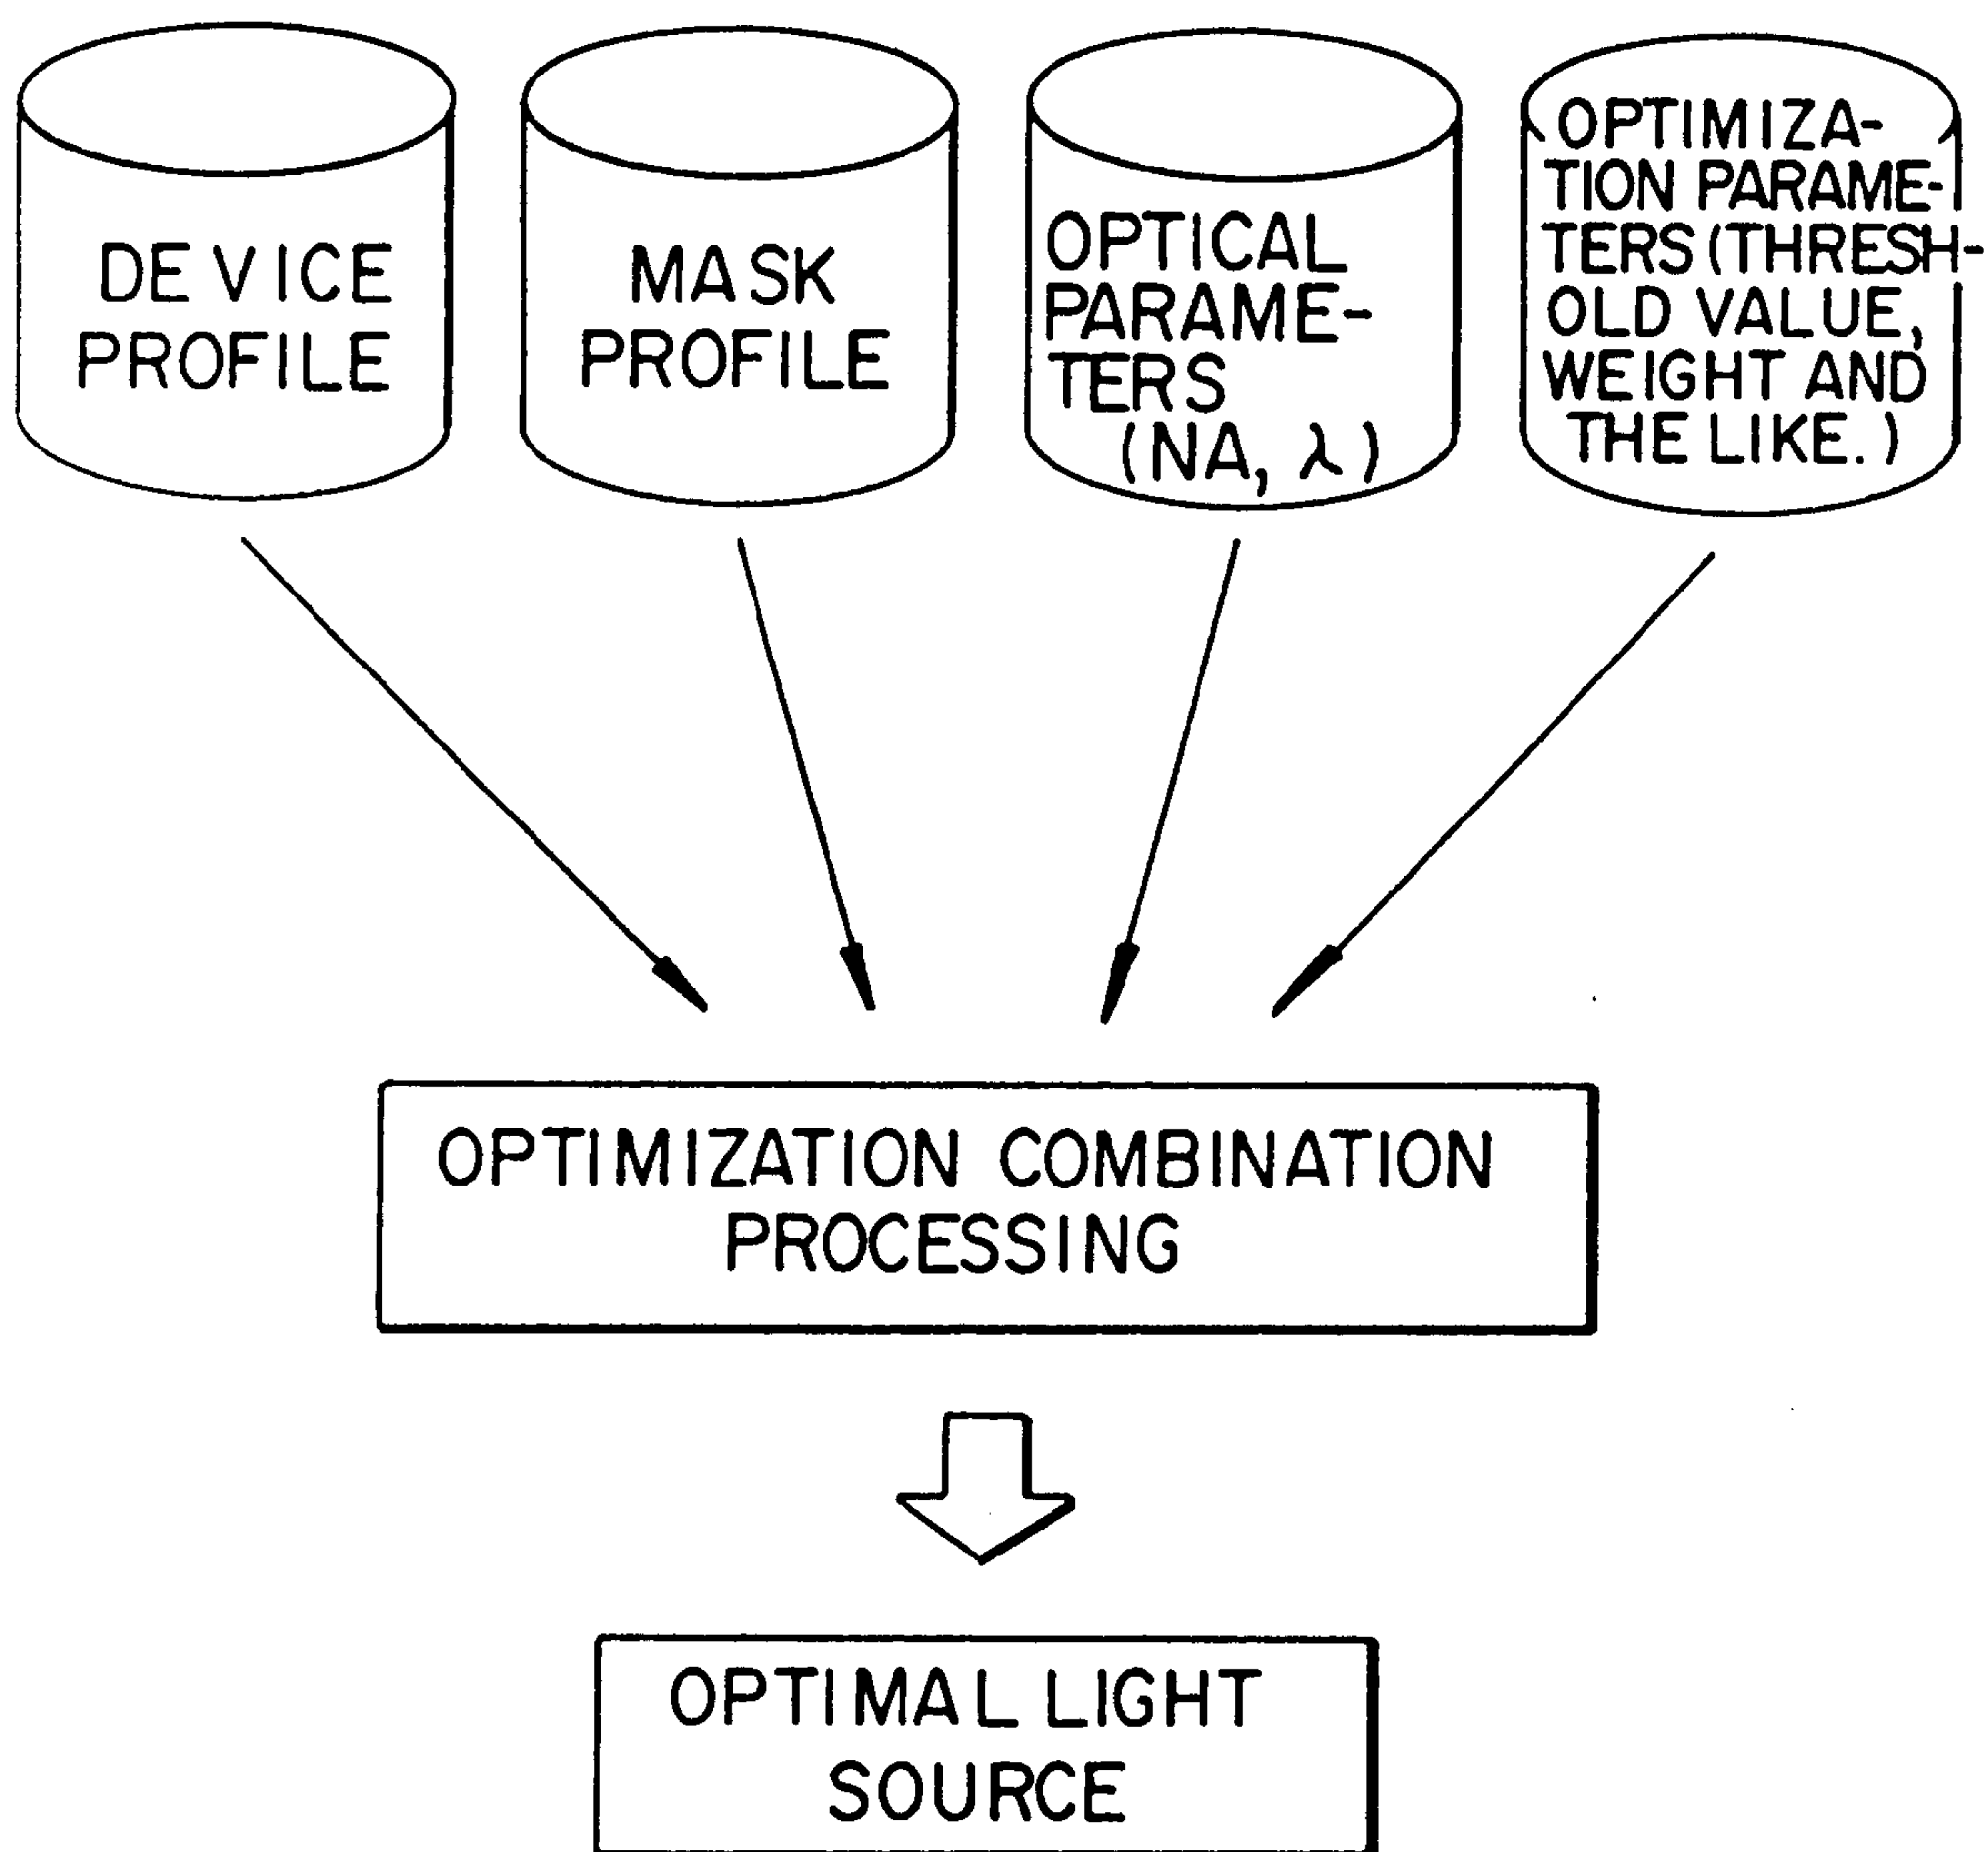 DEVICE
PROFILE
MASK
PROFILE
OPTICAL
PARAME-
TERS
(NA, λ)
OPTIMIZA-
TION PARAME-
TERS (THRESH-
OLD VALUE,
WEIGHT AND
THE LIKE.)
OPTIMIZATION COMBINATION
PROCESSING
OPTIMAL LIGHT
SOURCE